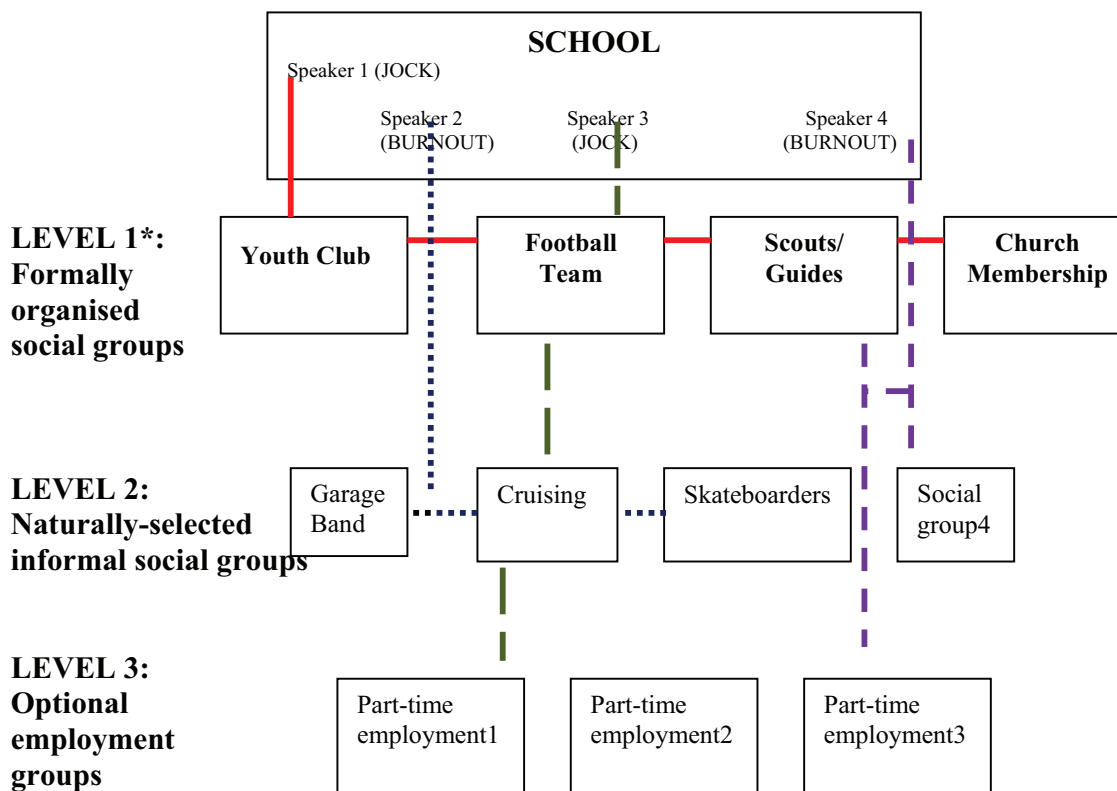 SCHOOL
Speaker 1 (JOCK)
Speaker 2
(BURNOUT)
Speaker 3
(JOCK)
Speaker 4
(BURNOUT)
LEVEL 1*:
Formally
organised
social groups
Youth Club
Football
Team
Scouts/
Guides
Church
Membership
LEVEL 2:
Naturally-selected
informal social groups
Garage
Band
Cruising
Skateboarders
Social
group4
LEVEL 3:
Optional
employment
groups
Part-time
employment1
Part-time
employment2
Part-time
employment3